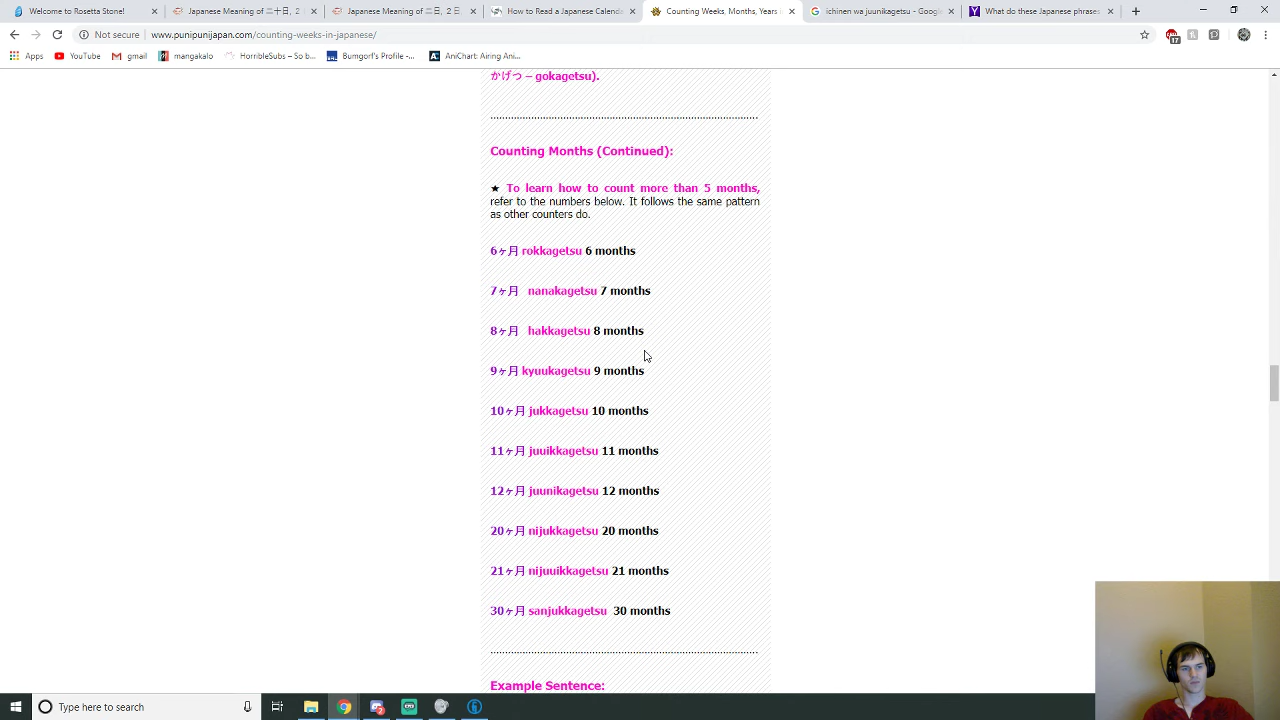 Welcome to Rosetta Stone!
Japanese Meaning of 二十日, 2
Japanese Meaning of 二日, 2日
How to Read a Japanese Calende
Counting Weeks, Months, Years
ichinen wa juunikagetsu - Googl
What do these Japanese phrase
Not secure | www.punipunjapan.com/counting-weeks-in-japanese/
17
Apps YouTube gmail mangakalo HorribleSubs – So b... Bumgorf's Profile -... AniChart: Airing Ani...
かげつ – gokagetsu).
Counting Months (Continued):
★ To learn how to count more than 5 months,
refer to the numbers below. It follows the same pattern
as other counters do.
6ヶ月 rokkagetsu 6 months
7ヶ月 nanakagetsu 7 months
8ヶ月 hakkagetsu 8 months
9ヶ月 kyuukagetsu 9 months
10ヶ月 jukkagetsu 10 months
11ヶ月 juuikkagetsu 11 months
12ヶ月 juunikagetsu 12 months
20ヶ月 nijukkagetsu 20 months
21ヶ月 nijuuikkagetsu 21 months
30ヶ月 sanjukkagetsu 30 months
Example Sentence:
Type here to search